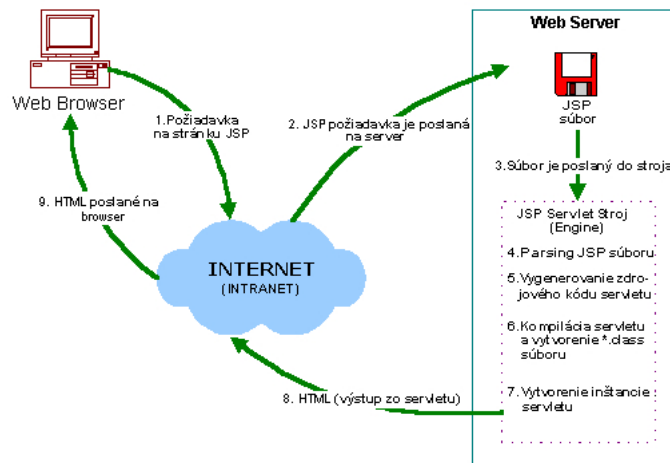 Web Server
Web Browser
JSP
súbor
1.Požiadavka
na stránku JSP
2. JSP požiadavka je poslaná
na server
3.Súbor je poslaný do stroja
9. HTML poslané na
browser
JSP Servlet Stroj
(Engine)
4.Parsing JSP súboru
5.Vygenerovanie zdro-
jového kódu servletu
6.Kompilácia servletu
a vytvorenie *.class
súboru
7.Vytvorenie inštancie
servletu
INTERNET
(INTRANET)
8. HTML (výstup zo servletu)